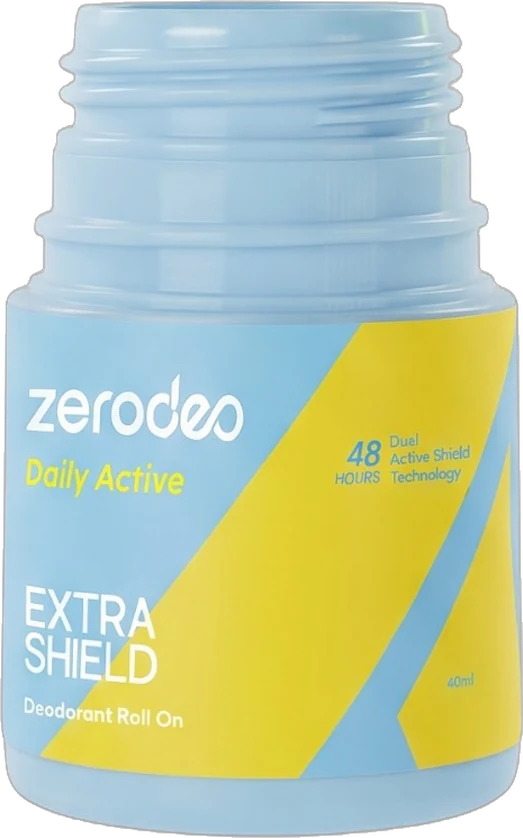 zerodeo
Daily Active
48 HOURS
Dual
Active Shield
Technology
EXTRA
SHIELD
40ml
Deodorant Roll On